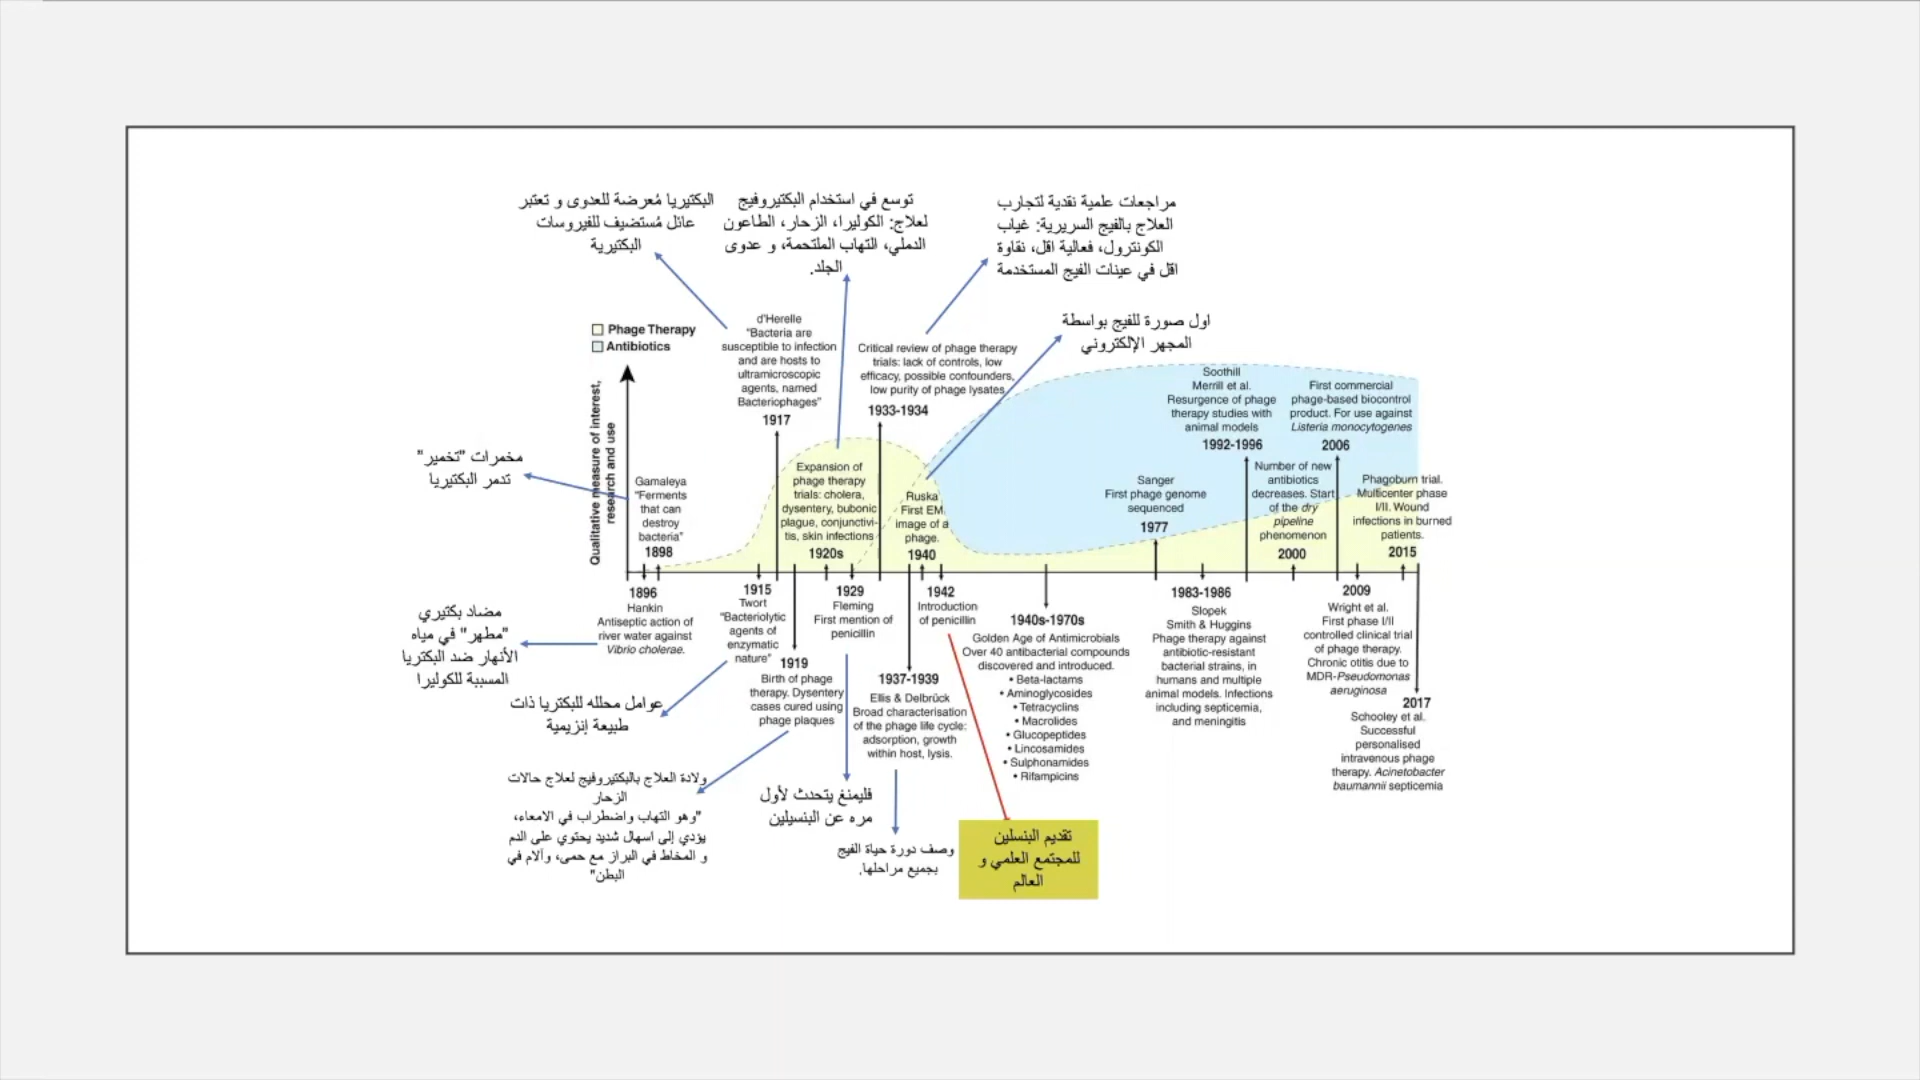 البكتيريا مُعرضة للعدوى و تعتبر
عائل مُستضيف للفيروسات
البكتيرية
توسع في استخدام البكتيروفيج
لعلاج: الكوليرا، الزحار، الطاعون
الدملي، التهاب الملتحمة، و عدوى
الجلد.
مراجعات علمية نقدية لتجارب
العلاج بالفيج السريرية: غياب
الكونترول، فعالية اقل، نقاوة
اقل في عينات الفيج المستخدمة
اول صورة للفيج بواسطة
المجهر الإلكتروني
Phage Therapy
Antibiotics
Qualitative measure of interest,
research and use
d'Herelle
"Bacteria are
susceptible to infection
and are hosts to
ultramicroscopic
agents, named
Bacteriophages"
1917
Critical review of phage therapy
trials: lack of controls, low
efficacy, possible confounders,
low purity of phage lysates
1933-1934
Soothill
Merrill et al.
Resurgence of phage
therapy studies with
animal models
1992-1996
First commercial
phage-based biocontrol
product. For use against
Listeria monocytogenes
2006
مخمرات "تخمير"
تدمر البكتيريا
Gamaleya
"Ferments
that can
destroy
bacteria"
1898
Expansion of
phage therapy
trials: cholera,
dysentery, bubonic
plague, conjunctivi-
tis, skin infections
1920s
Ruska
First EM
image of a
phage.
1940
Sanger
First phage genome
sequenced
1977
Number of new
antibiotics
decreases. Start
of the dry
pipeline
phenomenon
2000
Phagoburn trial.
Multicenter phase
I/II. Wound
infections in burned
patients.
2015
1896
Hankin
Antiseptic action of
river water against
Vibrio cholerae.
1915
Twort
"Bacteriolytic
agents of
enzymatic
nature"
1919
Birth of phage
therapy. Dysentery
cases cured using
phage plaques
1929
Fleming
First mention of
penicillin
1937-1939
Ellis & Delbrück
Broad characterisation
of the phage life cycle:
adsorption, growth
within host, lysis.
1942
Introduction
of penicillin
1940s-1970s
Golden Age of Antimicrobials
Over 40 antibacterial compounds
discovered and introduced.
• Beta-lactams
• Aminoglycosides
• Tetracyclins
• Macrolides
• Glucopeptides
• Lincosamides
• Sulphonamides
• Rifampicins
1983-1986
Slopek
Smith & Huggins
Phage therapy against
antibiotic-resistant
bacterial strains, in
humans and multiple
animal models. Infections
including septicemia,
and meningitis
2009
Wright et al.
First phase I/II
controlled clinical trial
of phage therapy.
Chronic otitis due to
MDR-Pseudomonas
aeruginosa
2017
Schooley et al.
Successful
personalised
intravenous phage
therapy. Acinetobacter
baumannii septicemia
مضاد بكتيري
"مطهر" في مياه
الأنهار ضد البكتريا
المسببة للكوليرا
عوامل محلله للبكتريا ذات
طبيعة إنزيمية
ولادة العلاج بالبكتيروفيج لعلاج حالات
الزحار
"وهو التهاب واضطراب في الامعاء،
يؤدي إلى اسهال شديد يحتوي على الدم
و المخاط في البراز مع حمى، وآلام في
البطن"
فليمنغ يتحدث لأول
مره عن البنسيلين
وصف دورة حياة الفيج
بجميع مراحلها.
تقديم البنسلين
للمجتمع العلمي و
العالم